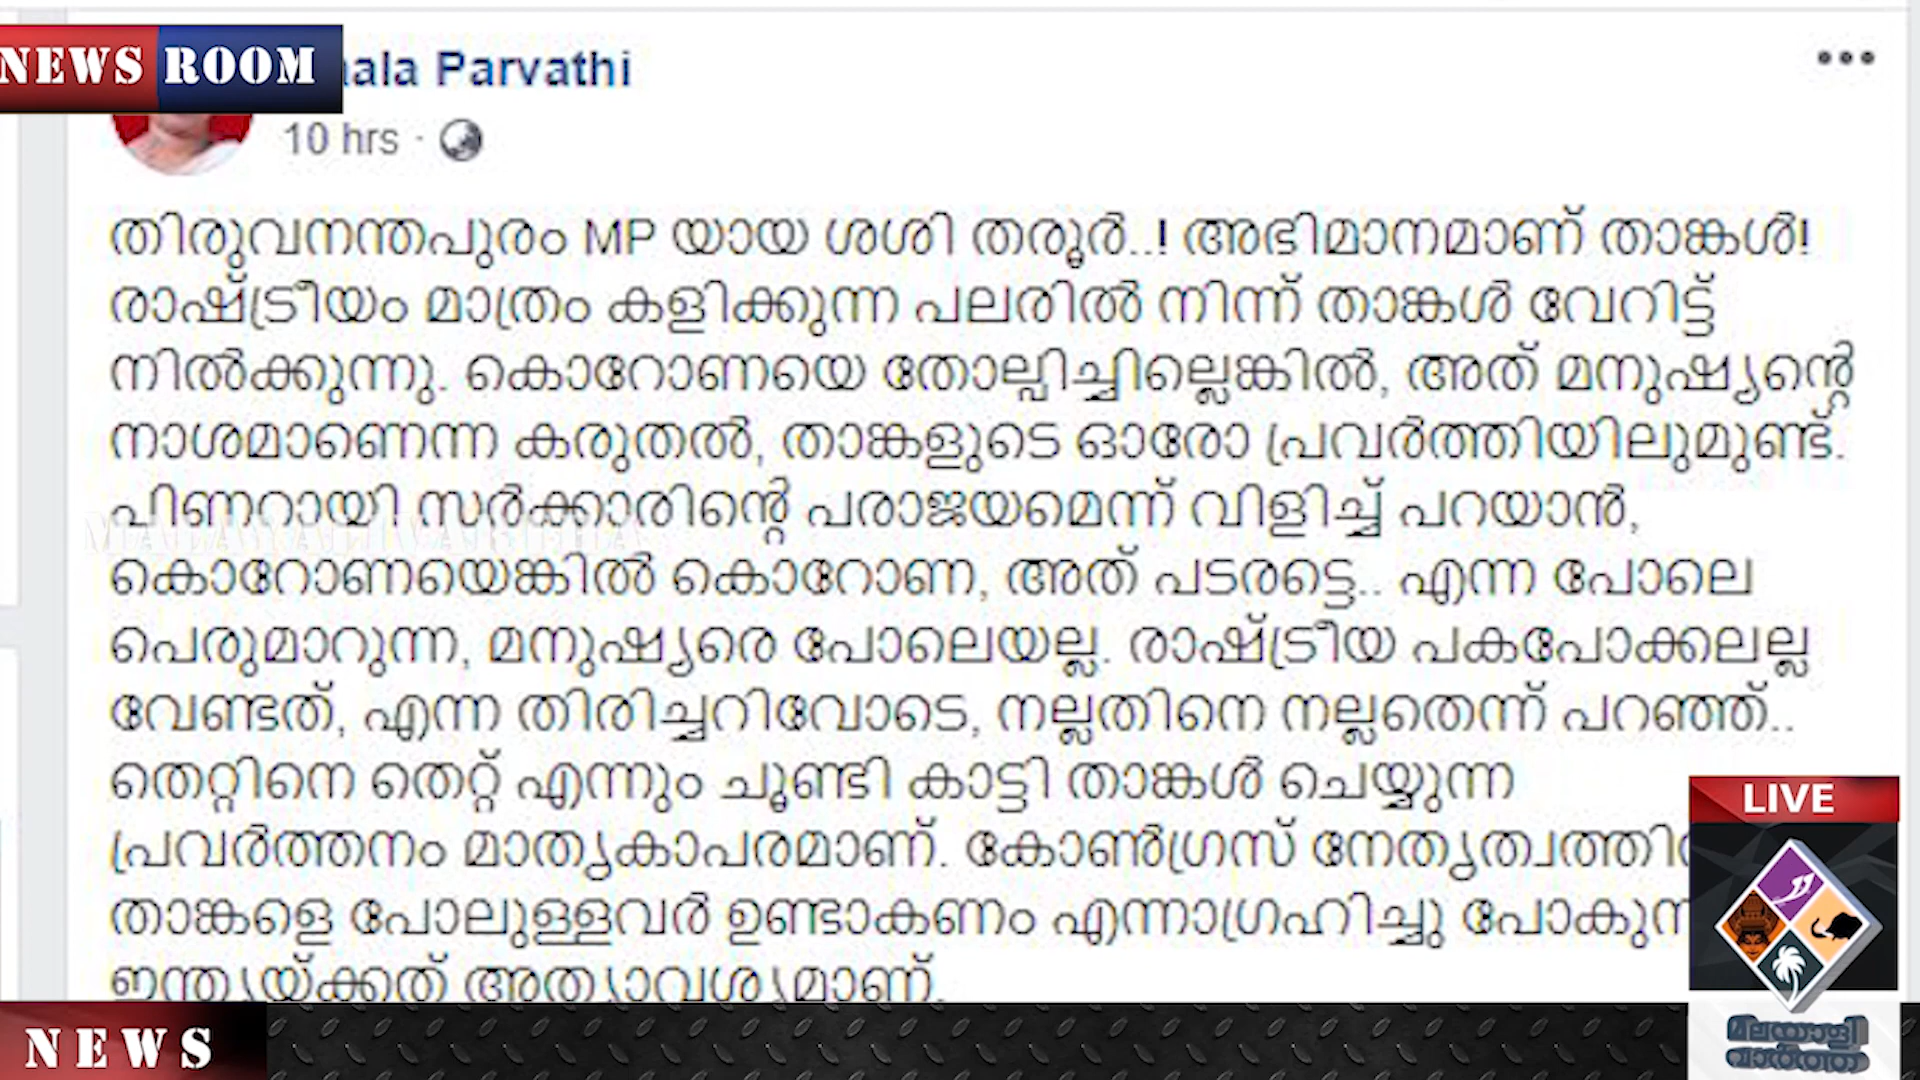 NEWS ROOM
Parvathi
10 hrs ·
തിരുവനന്തപുരം MP യായ ശശി തരൂർ..! അഭിമാനമാണ് താങ്കൾ!
രാഷ്ട്രീയം മാത്രം കളിക്കുന്ന പലരിൽ നിന്ന് താങ്കൾ വേറിട്ട്
നിൽക്കുന്നു. കൊറോണയെ തോല്പിച്ചില്ലെങ്കിൽ, അത് മനുഷ്യന്റെ
നാശമാണെന്ന കരുതൽ, താങ്കളുടെ ഓരോ പ്രവർത്തിയിലുമുണ്ട്.
പിണറായി സർക്കാരിന്റെ പരാജയമെന്ന് വിളിച്ച് പറയാൻ,
MALAYALIVARTHA
കൊറോണയെങ്കിൽ കൊറോണ, അത് പടരട്ടെ.. എന്ന പോലെ
പെരുമാറുന്ന, മനുഷ്യരെ പോലെയല്ല. രാഷ്ട്രീയ പകപോക്കലല്ല
വേണ്ടത്, എന്ന തിരിച്ചറിവോടെ, നല്ലതിനെ നല്ലതെന്ന് പറഞ്ഞ്..
തെറ്റിനെ തെറ്റ് എന്നും ചൂണ്ടി കാട്ടി താങ്കൾ ചെയ്യുന്ന
പ്രവർത്തനം മാതൃകാപരമാണ്. കോൺഗ്രസ്
താങ്കളെ പോലുള്ളവർ ഉണ്ടാകണം എന്നാഗ്രഹിച്ചു
ഇന്ത്യയ്ക്കത് അത്യാവശ്യമാണ്.
LIVE
മലയാളി
വാർത്ത
NEWS